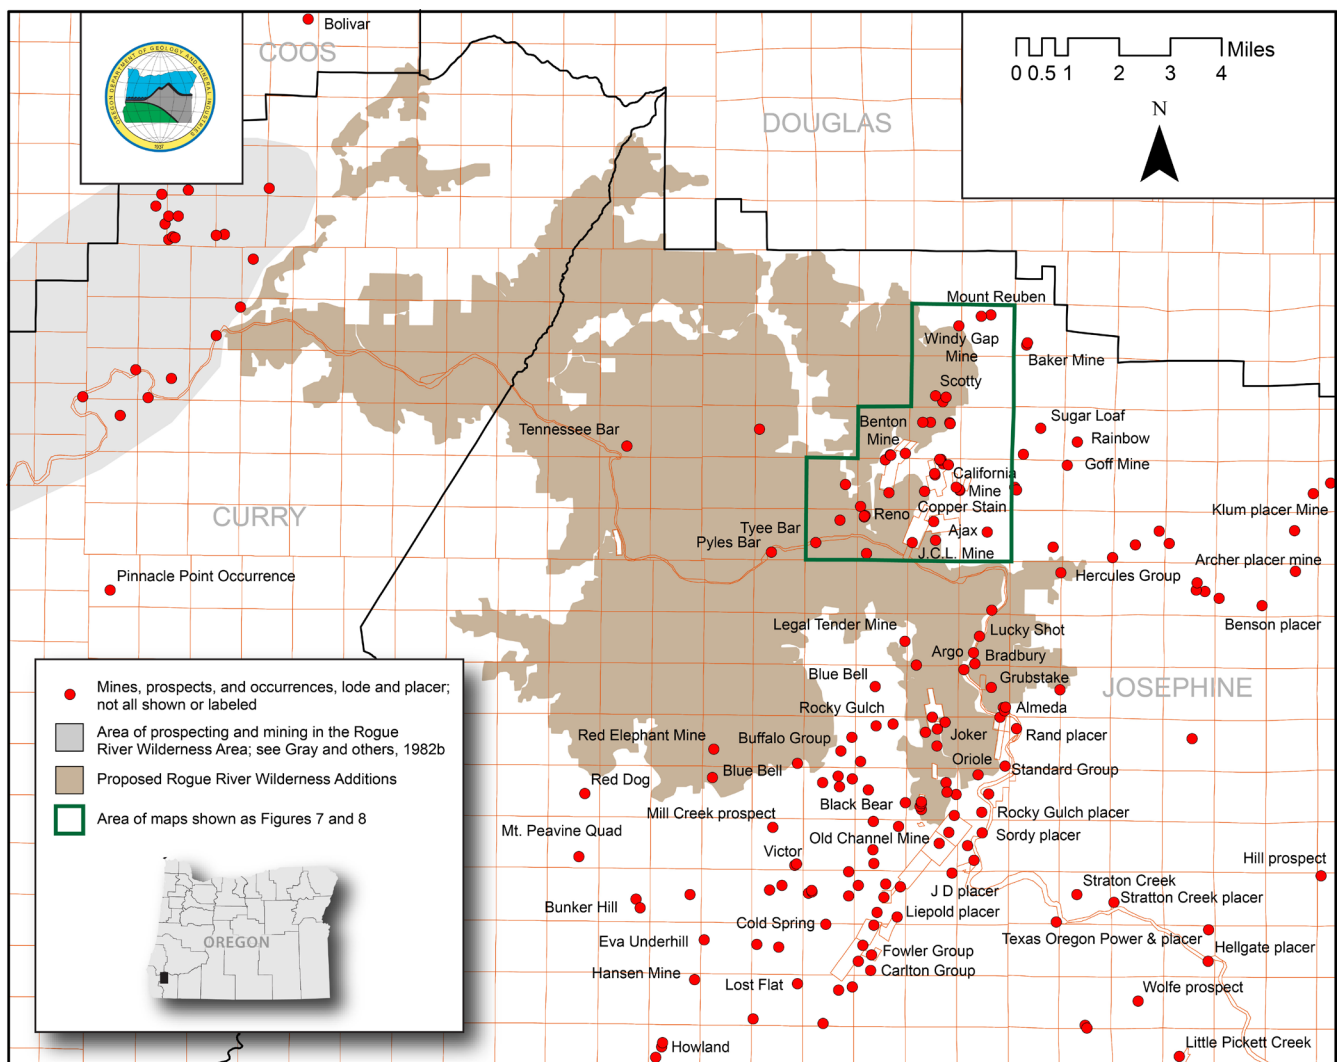 Bolivar
COOS
OREGON DEPARTMENT OF GEOLOGY AND MINERAL INDUSTRIES
1937
DOUGLAS
Miles
0 0.5 1 2 3 4
N
Mount Reuben
Windy Gap
Mine
Baker Mine
Scotty
Benton
Mine
Sugar Loaf
Rainbow
Goff Mine
Tennessee Bar
California
Mine
Copper Stain
Klum placer Mine
CURRY
Reno
Tyee Bar
Pyles Bar
Ajax
J.C.L. Mine
Archer placer mine
Hercules Group
Pinnacle Point Occurrence
Benson placer
Legal Tender Mine
Lucky Shot
Argo
Bradbury
Blue Bell
Grubstake
JOSEPHINE
Rocky Gulch
Almeda
Red Elephant Mine
Buffalo Group
Joker
Rand placer
Oriole
Standard Group
Red Dog
Blue Bell
Black Bear
Mill Creek prospect
Rocky Gulch placer
Mt. Peavine Quad
Old Channel Mine
Sordy placer
Victor
Hill prospect
Straton Creek
J D placer
Stratton Creek placer
Bunker Hill
Liepold placer
Cold Spring
Texas Oregon Power & placer
Eva Underhill
Hellgate placer
Fowler Group
Hansen Mine
Carlton Group
Lost Flat
Wolfe prospect
Howland
Little Pickett Creek
Mines, prospects, and occurrences, lode and placer;
not all shown or labeled
Area of prospecting and mining in the Rogue
River Wilderness Area; see Gray and others, 1982b
Proposed Rogue River Wilderness Additions
Area of maps shown as Figures 7 and 8
OREGON